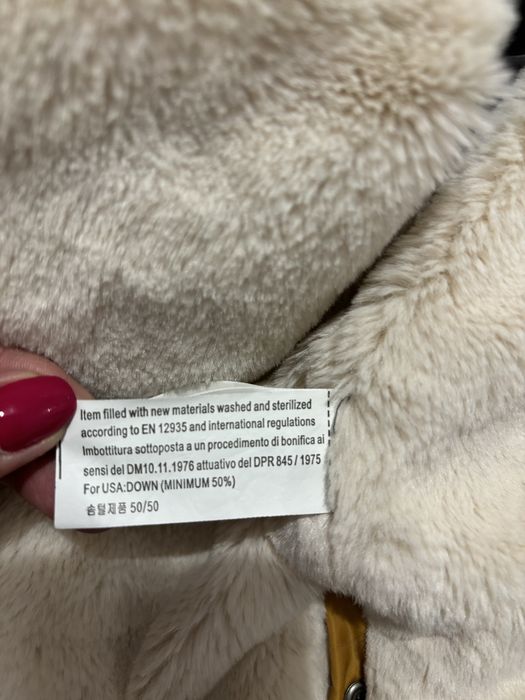 Item filled with new materials washed and sterilized
according to EN 12935 and international regulations
Imbottitura sottoposta a un procedimento di bonifica ai
sensi del DM10.11.1976 attuativo del DPR 845 / 1975
For USA:DOWN (MINIMUM 50%)
솜털제품 50/50